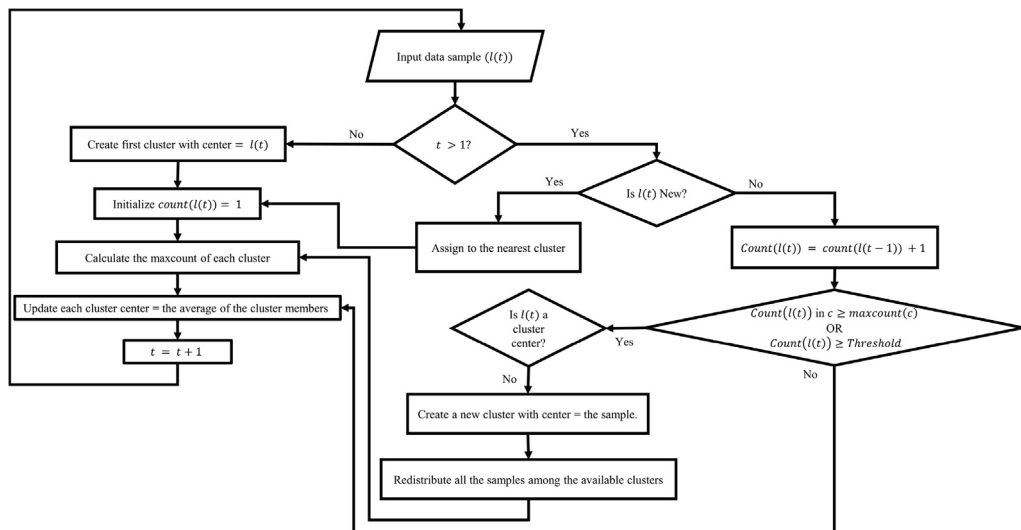 Input data sample (l(t))
t > 1?
No
Yes
Create first cluster with center = l(t)
Is l(t) New?
Yes
No
Initialize count(l(t)) = 1
Assign to the nearest cluster
Count(l(t)) = count(l(t − 1)) + 1
Calculate the maxcount of each cluster
Update each cluster center = the average of the cluster members
t = t + 1
Is l(t) a
cluster
center?
Yes
Count(l(t)) in c ≥ maxcount(c)
OR
Count(l(t)) ≥ Threshold
No
No
Create a new cluster with center = the sample.
Redistribute all the samples among the available clusters